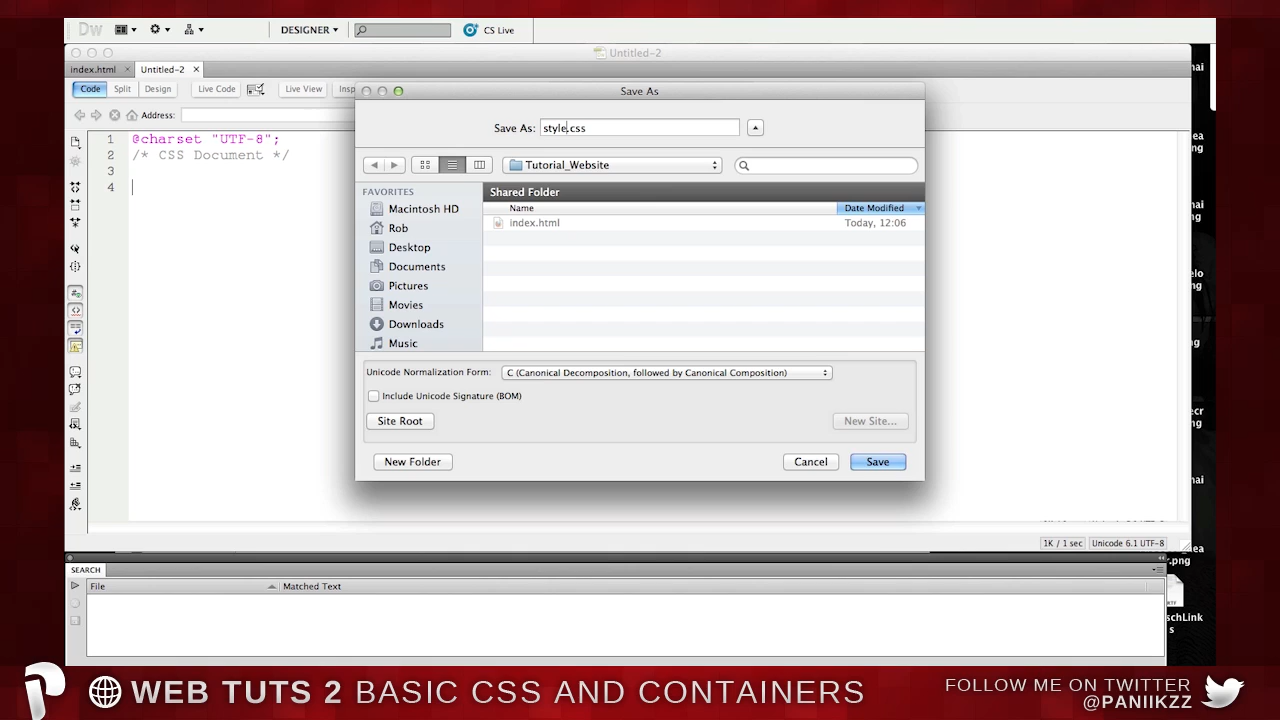 Dw
DESIGNER
CS Live
Untitled-2
index.html
Untitled-2
Code
Split
Design
Live Code
Live View
Insp
Address:
1 @charset "UTF-8";
2 /* CSS Document */
3
4
Save As
Save As: style.css
Tutorial_Website
FAVORITES
Macintosh HD
Rob
Desktop
Documents
Pictures
Movies
Downloads
Music
Shared Folder
Name
Date Modified
index.html
Today, 12:06
Unicode Normalization Form:
C (Canonical Decomposition, followed by Canonical Composition)
Include Unicode Signature (BOM)
Site Root
New Site...
New Folder
Cancel
Save
1K / 1 sec
Unicode 6.1 UTF-8
SEARCH
File
Matched Text
r.png
schLink
s
WEB TUTS 2 BASIC CSS AND CONTAINERS
FOLLOW ME ON TWITTER
@PANIIKZZ